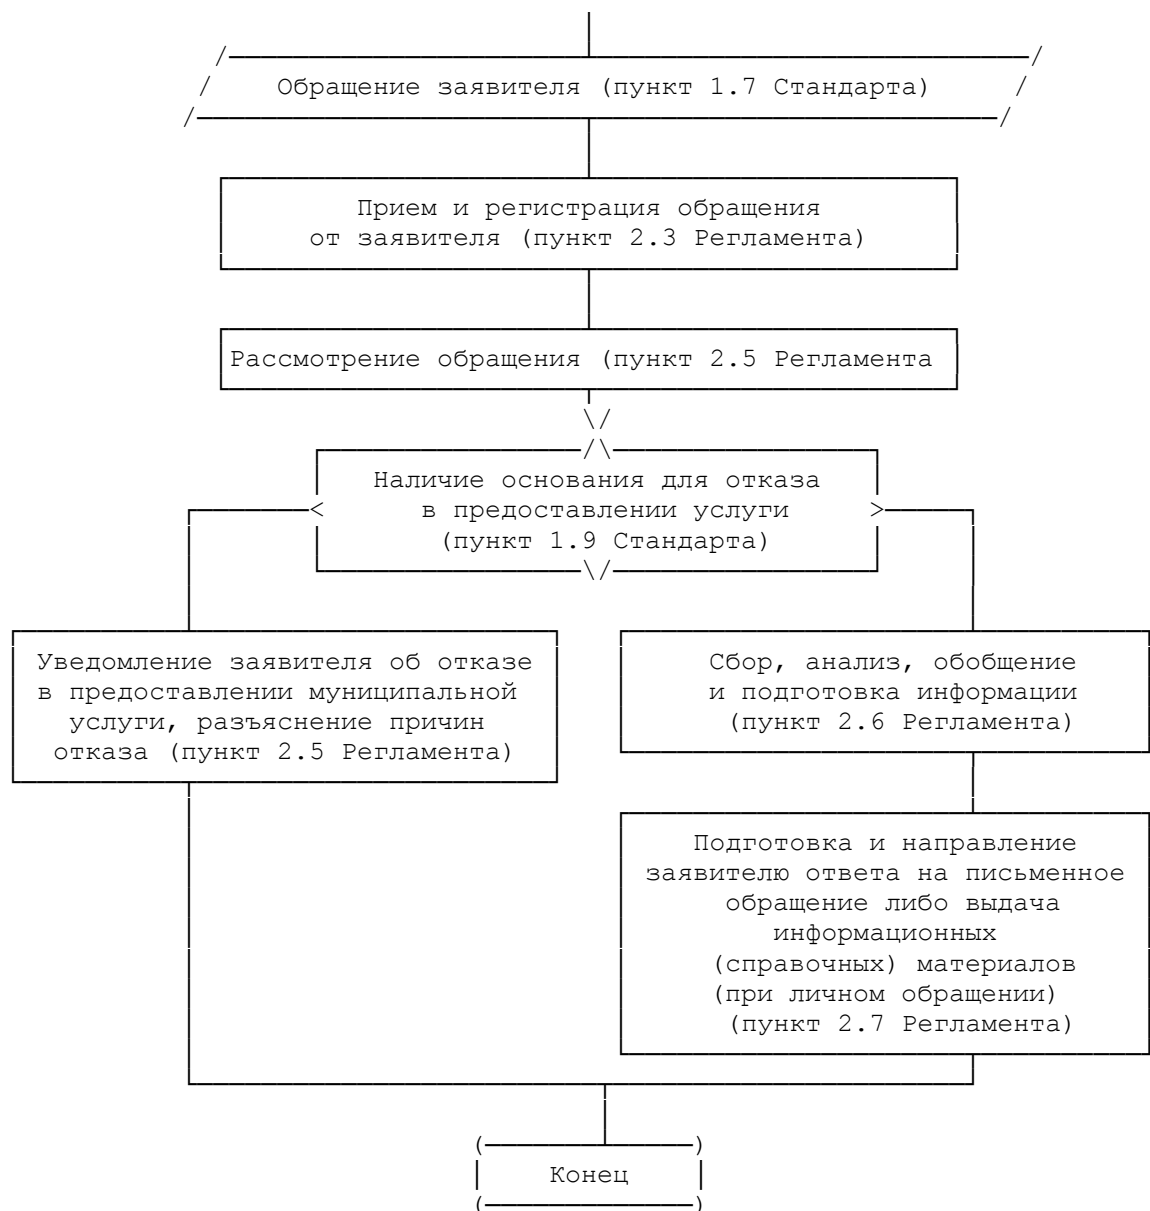 Обращение заявителя (пункт 1.7 Стандарта)
Прием и регистрация обращения
от заявителя (пункт 2.3 Регламента)
Рассмотрение обращения (пункт 2.5 Регламента
Наличие основания для отказа
в предоставлении услуги
(пункт 1.9 Стандарта)
Уведомление заявителя об отказе
в предоставлении муниципальной
услуги, разъяснение причин
отказа (пункт 2.5 Регламента)
Сбор, анализ, обобщение
и подготовка информации
(пункт 2.6 Регламента)
Подготовка и направление
заявителю ответа на письменное
обращение либо выдача
информационных
(справочных) материалов
(при личном обращении)
(пункт 2.7 Регламента)
Конец